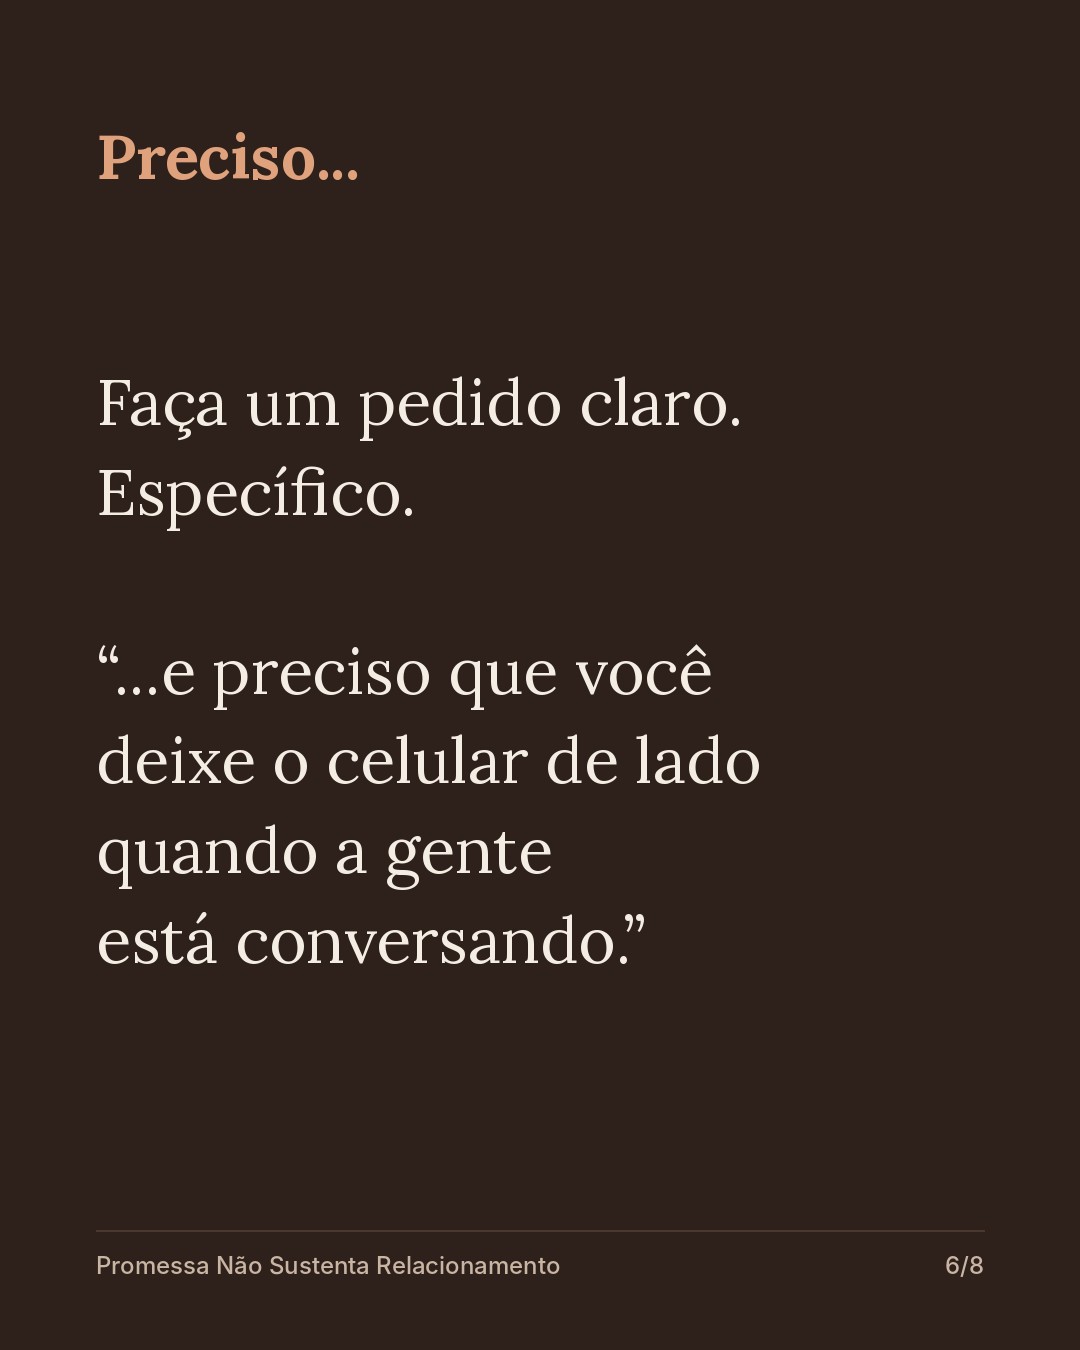 Preciso...
Faça um pedido claro.
Específico.
“...e preciso que você
deixe o celular de lado
quando a gente
está conversando.”
Promessa Não Sustenta Relacionamento
6/8